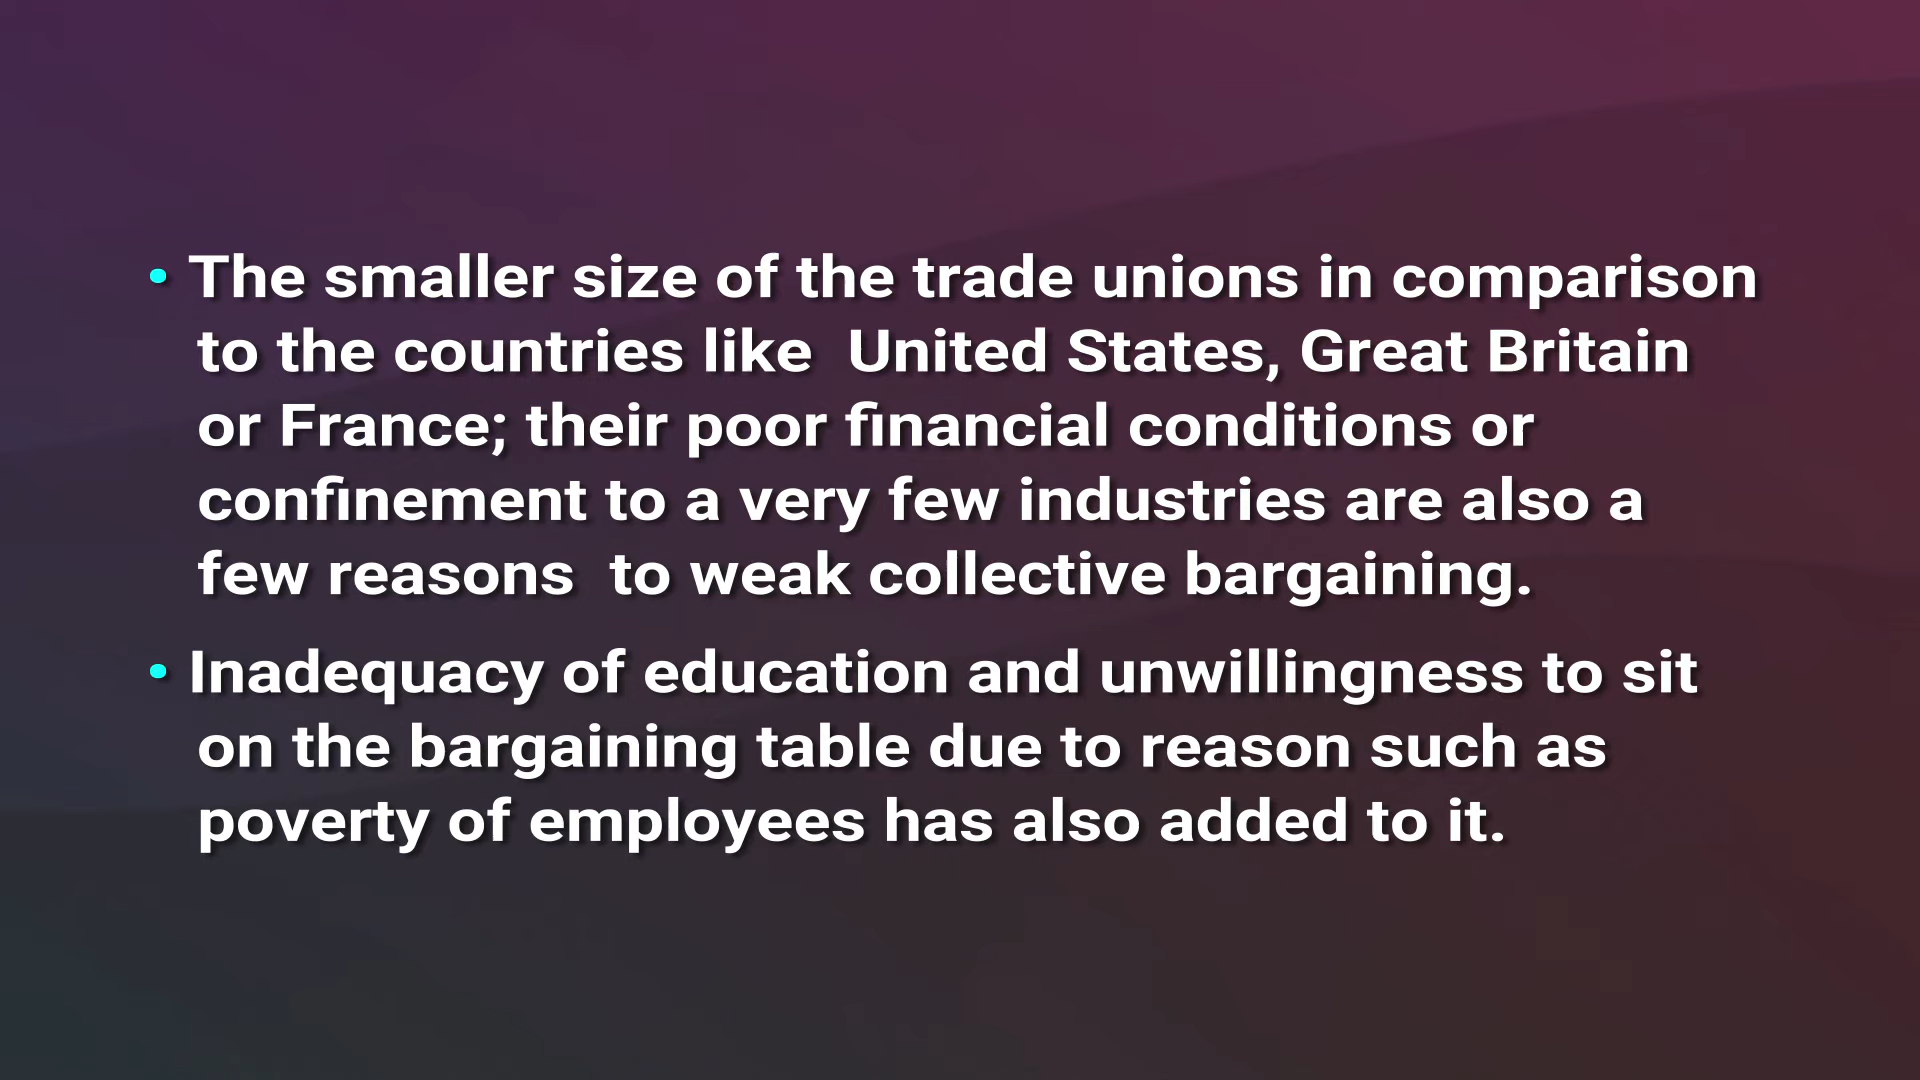 • The smaller size of the trade unions in comparison
to the countries like  United States, Great Britain
or France; their poor financial conditions or
confinement to a very few industries are also a
few reasons  to weak collective bargaining.
• Inadequacy of education and unwillingness to sit
on the bargaining table due to reason such as
poverty of employees has also added to it.